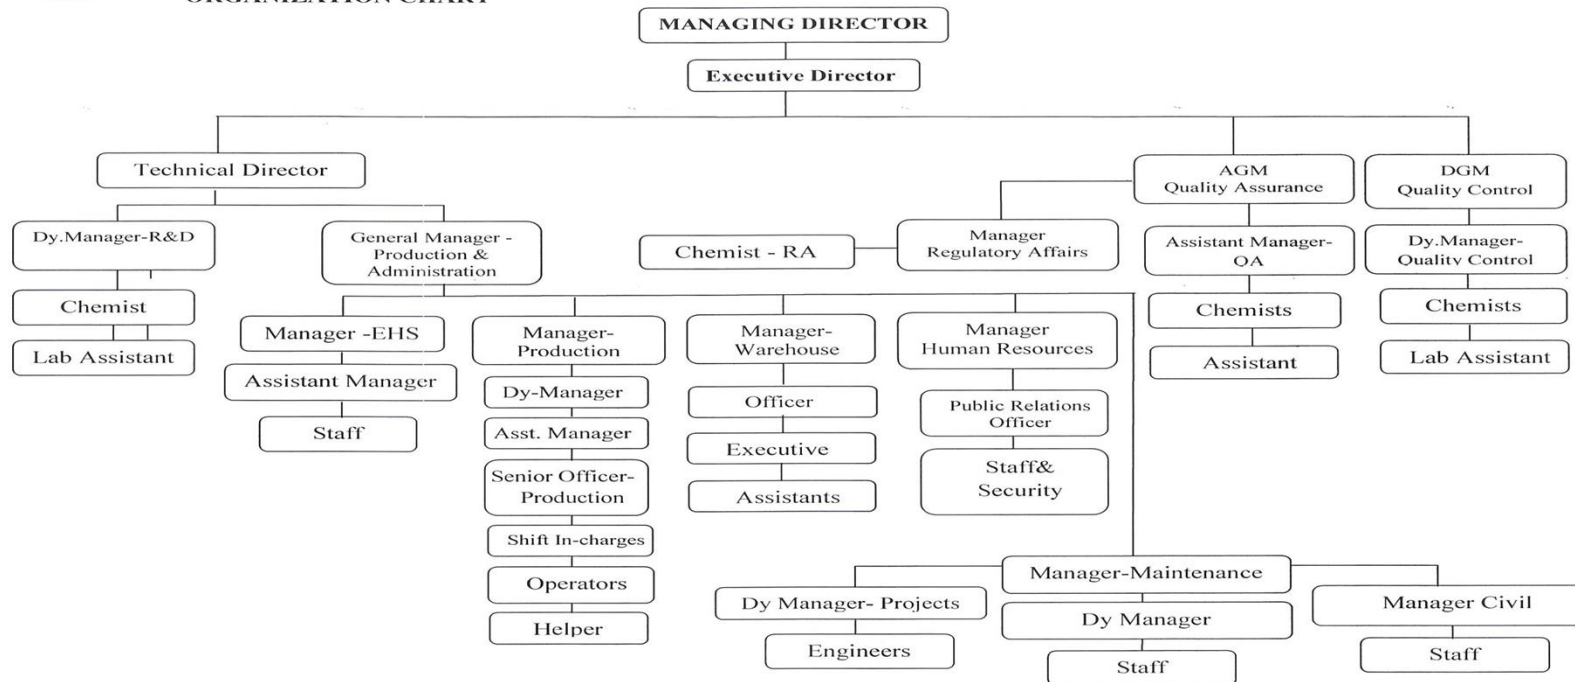 ORGANIZATION CHART
MANAGING DIRECTOR
Executive Director
Technical Director
AGM
Quality Assurance
DGM
Quality Control
Dy.Manager-R&D
General Manager -
Production &
Administration
Chemist - RA
Manager
Regulatory Affairs
Assistant Manager-
QA
Dy.Manager-
Quality Control
Chemist
Lab Assistant
Manager -EHS
Assistant Manager
Staff
Manager-
Production
Dy-Manager
Asst. Manager
Senior Officer-
Production
Shift In-charges
Operators
Helper
Manager-
Warehouse
Officer
Executive
Assistants
Manager
Human Resources
Public Relations
Officer
Staff&
Security
Chemists
Assistant
Chemists
Lab Assistant
Manager-Maintenance
Dy Manager- Projects
Engineers
Dy Manager
Staff
Manager Civil
Staff